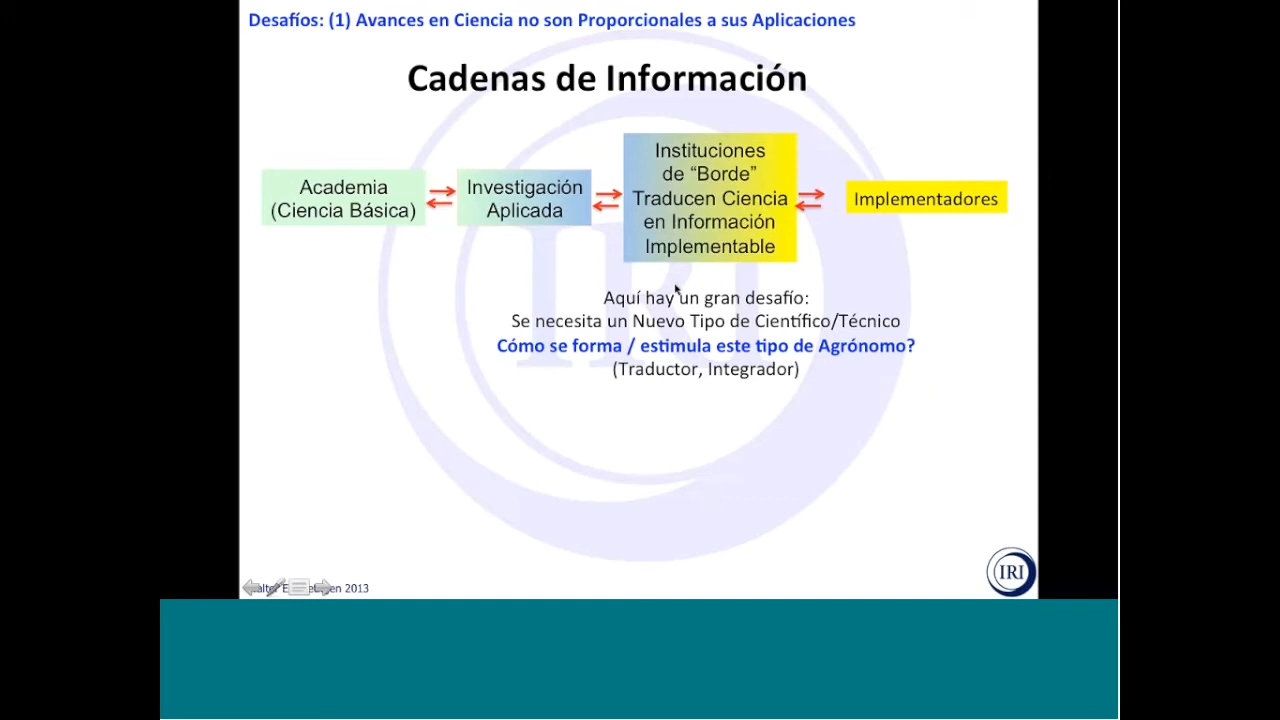 Desafíos: (1) Avances en Ciencia no son Proporcionales a sus Aplicaciones
Cadenas de Información
Academia
(Ciencia Básica)
Investigación
Aplicada
Instituciones
de “Borde”
Traducen Ciencia
en Información
Implementable
Implementadores
Aquí hay un gran desafío:
Se necesita un Nuevo Tipo de Científico/Técnico
Cómo se forma / estimula este tipo de Agrónomo?
(Traductor, Integrador)
IRI
IRI
2013